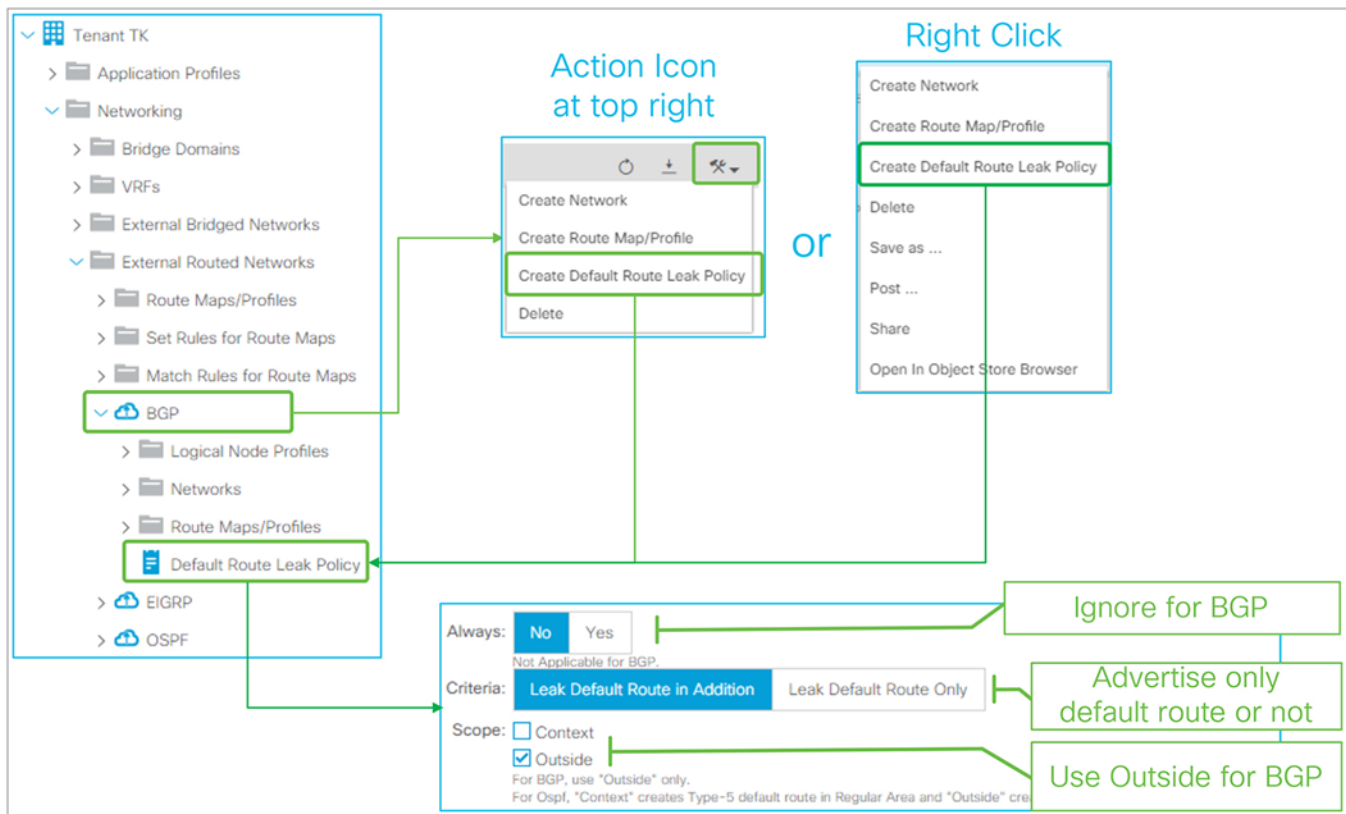 Tenant TK
Application Profiles
Networking
Bridge Domains
VRFs
External Bridged Networks
External Routed Networks
Route Maps/Profiles
Set Rules for Route Maps
Match Rules for Route Maps
BGP
Logical Node Profiles
Networks
Route Maps/Profiles
Default Route Leak Policy
EIGRP
OSPF
Action Icon
at top right
Create Network
Create Route Map/Profile
Create Default Route Leak Policy
Delete
or
Right Click
Create Network
Create Route Map/Profile
Create Default Route Leak Policy
Delete
Save as ...
Post ...
Share
Open In Object Store Browser
Always: No Yes
Not Applicable for BGP.
Criteria: Leak Default Route in Addition Leak Default Route Only
Scope: Context
Outside
For BGP, use "Outside" only.
For Ospf, "Context" creates Type-5 default route in Regular Area and "Outside"
Ignore for BGP
Advertise only
default route or not
Use Outside for BGP